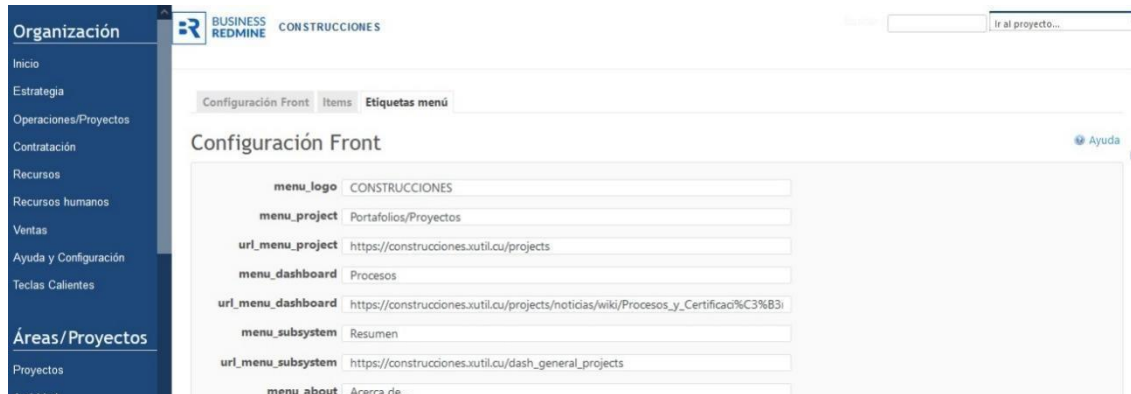 Organización
Inicio
Estrategia
Operaciones/Proyectos
Contratación
Recursos
Recursos humanos
Ventas
Ayuda y Configuración
Teclas Calientes
Áreas/Proyectos
Proyectos
BUSINESS
REDMINE
CONSTRUCCIONES
Ir al proyecto...
Configuración Front Items Etiquetas menú
Configuración Front
Ayuda
menu_logo CONSTRUCCIONES
menu_project Portafolios/Proyectos
url_menu_project https://construcciones.xutil.cu/projects
menu_dashboard Procesos
url_menu_dashboard https://construcciones.xutil.cu/projects/noticias/wiki/Procesos_y_Certificaci%C3%B3
menu_subsystem Resumen
url_menu_subsystem https://construcciones.xutil.cu/dash_general_projects
menu_about Acerca de